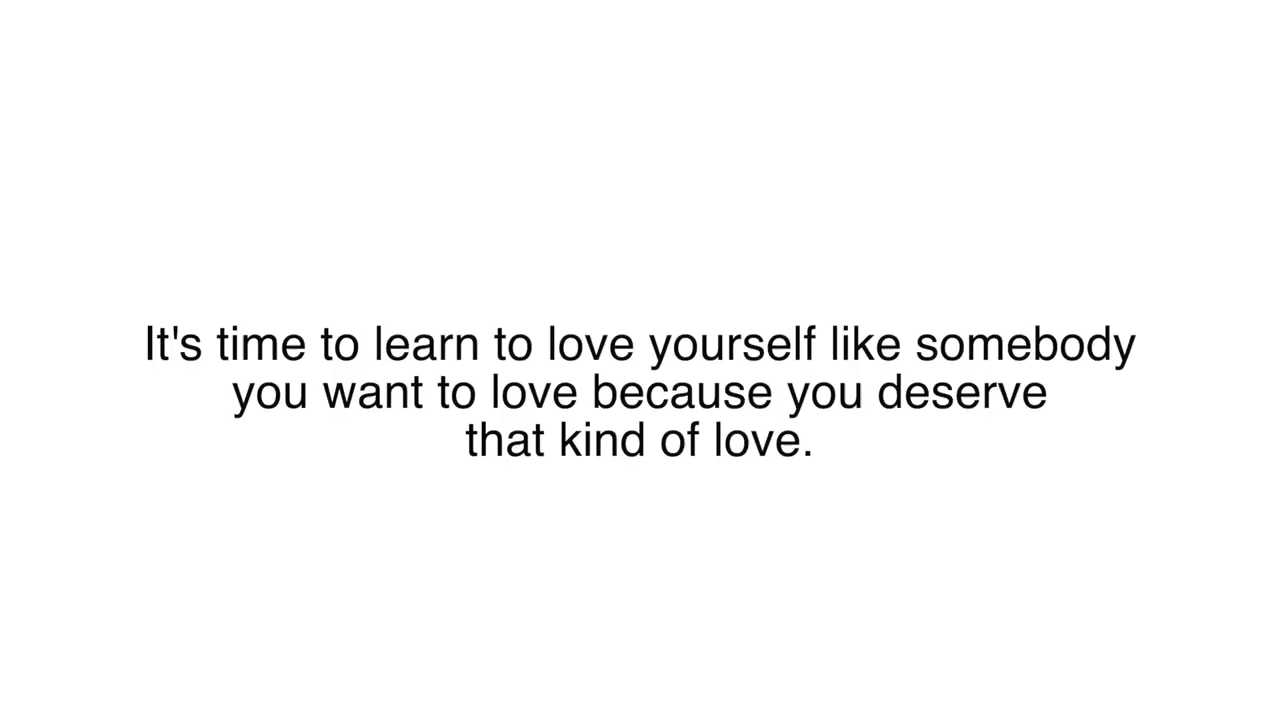 It's time to learn to love yourself like somebody
you want to love because you deserve
that kind of love.